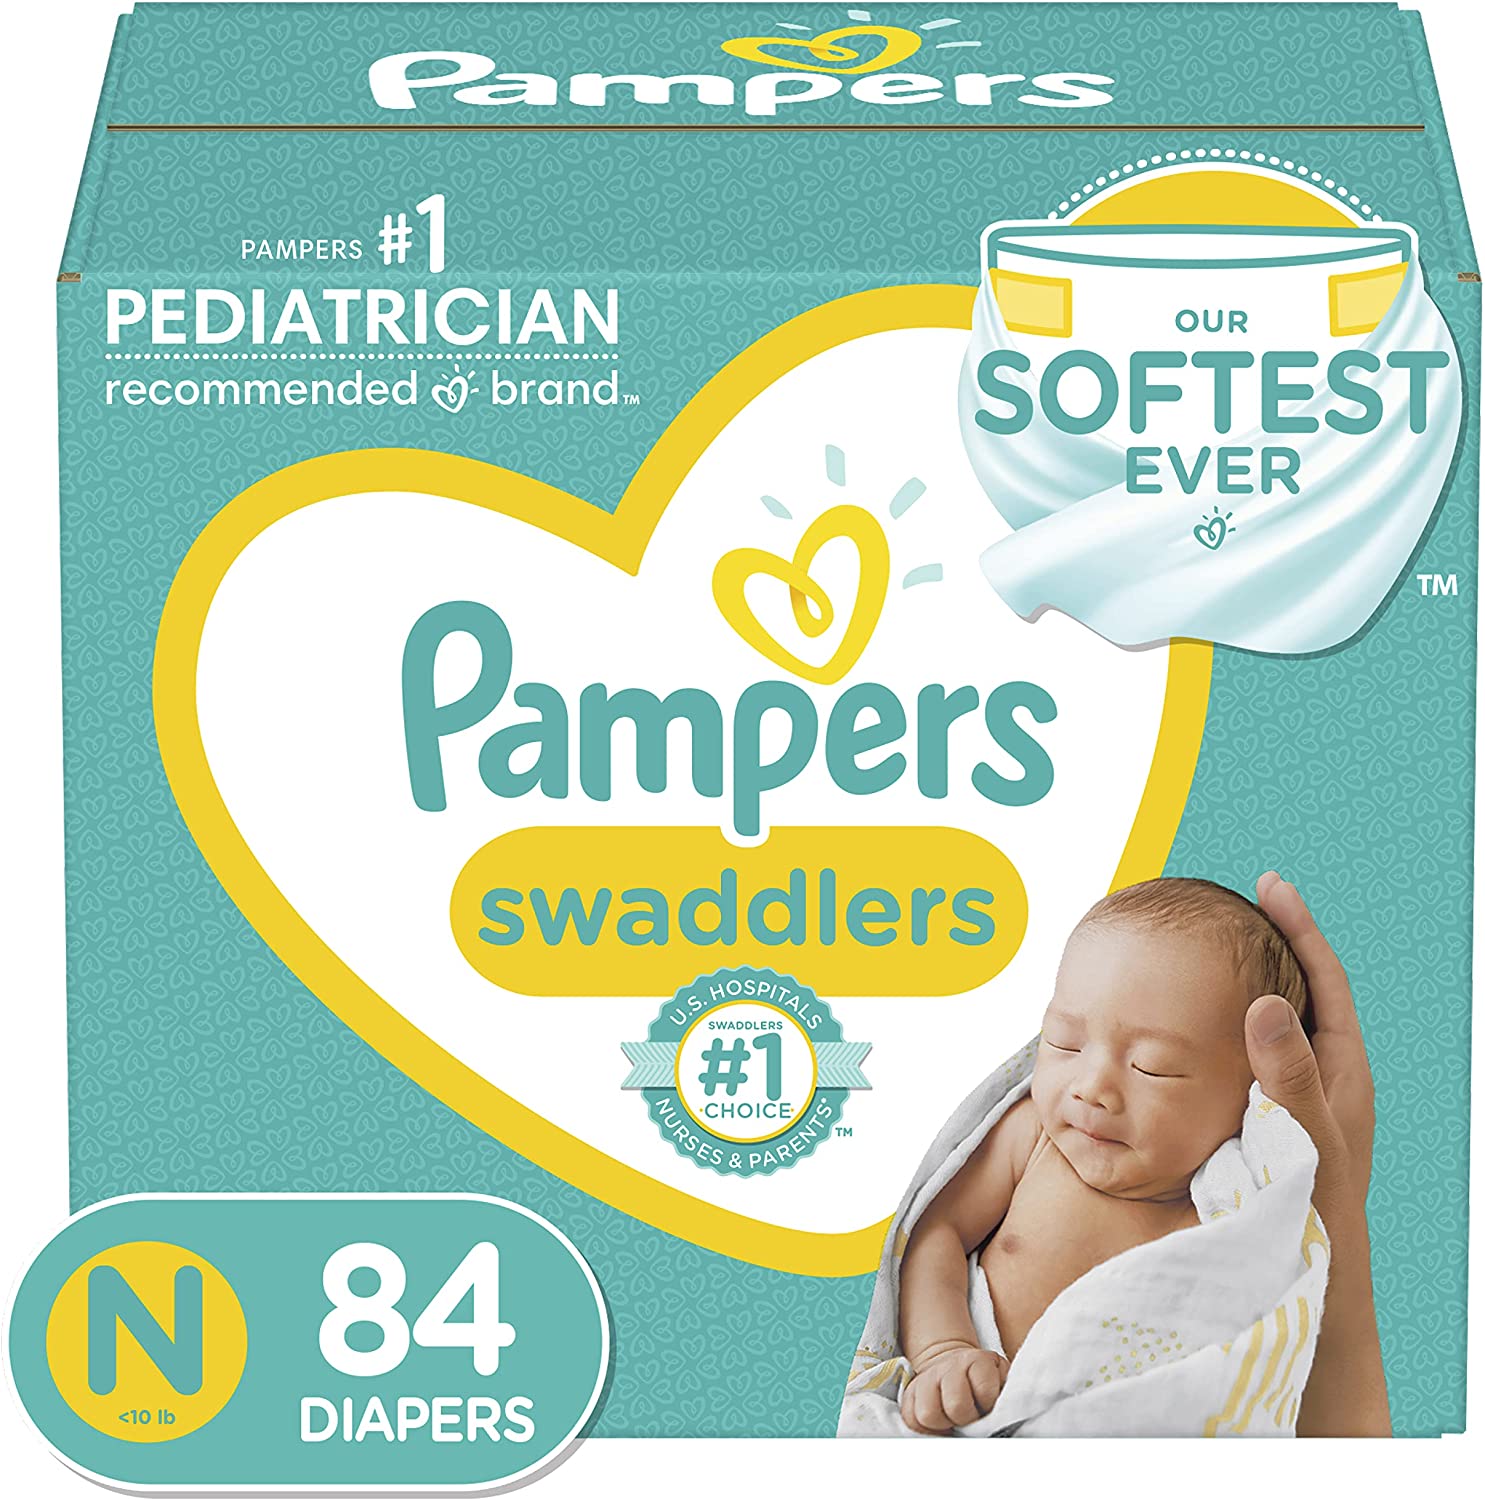 Pampers
PAMPERS #1
PEDIATRICIAN
recommended brand™
OUR
SOFTEST
EVER
™
Pampers
swaddlers
U.S. HOSPITALS
SWADDLERS
#1
·CHOICE·
NURSES & PARENTS*
™
N
<10 lb
84
DIAPERS